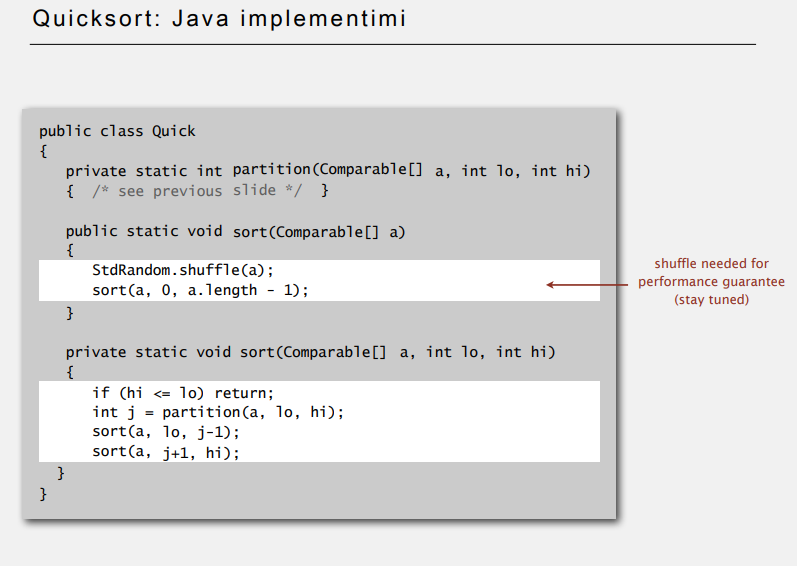 Quicksort: Java implementimi
public class Quick
{
private static int partition(Comparable[] a, int lo, int hi)
{ /* see previous slide */ }
public static void sort(Comparable[] a)
{
StdRandom.shuffle(a);
sort(a, 0, a.length - 1);
}
private static void sort(Comparable[] a, int lo, int hi)
{
if (hi <= lo) return;
int j = partition(a, lo, hi);
sort(a, lo, j-1);
sort(a, j+1, hi);
}
}
shuffle needed for
performance guarantee
(stay tuned)